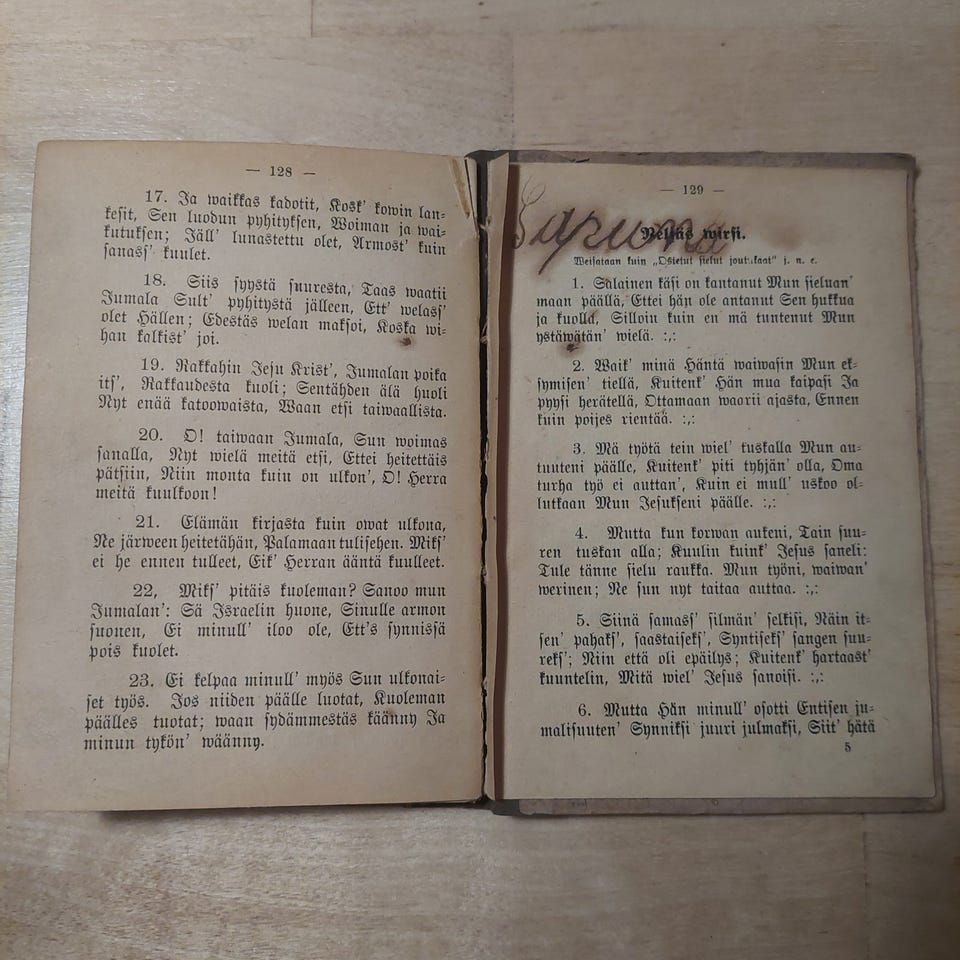 — 128 —
17. Ja waikkas kadotit, Kosk' kowin lan=
kesit, Sen luodun pyhityksen, Woiman ja wai=
kutuksen; Jäll' lunastettu olet, Armost' kuin
sanass' kuulet.
18. Siis syystä suuresta, Taas waatii
Jumala Sult' pyhitystä jälleen, Ett' welass'
olet Hällen; Edestäs welan maksoi, Koska wi=
han kalkist' joi.
19. Rakkahin Jesu Krist', Jumalan poika
its', Rakkaudesta kuoli; Sentähden älä huoli
Nyt enää katoowaista, Waan etsi taiwaallista.
20. O! taiwaan Jumala, Sun woimas
sanalla, Nyt wielä meitä etsi, Ettei heitettäis
pätsiin, Niin monta kuin on ulkon', O! Herra
meitä kuulkoon!
21. Elämän kirjasta kuin owat ulkona,
Ne järween heitetähän, Palamaan tulisehen. Miks'
ei he ennen tulleet, Eik' Herran ääntä kuulleet.
22, Miks' pitäis kuoleman? Sanoo mun
Jumalan': Sä Israelin huone, Sinulle armon
suonen, Ei minull' iloo ole, Ett's synnissä
pois kuolet.
23. Ei kelpaa minull' myös Sun ulkonai=
set työs. Jos niiden päälle luotat, Kuoleman
päälles tuotat; waan sydämmestäs käänny Ja
minun tykön' wäänny.
— 129 —
Neljäs wirsi.
Weisataan kuin „Ostetut sielut joutukaat" j. n. e.
1. Salainen käsi on kantanut Mun sieluan'
maan päällä, Ettei hän ole antanut Sen hukkua
ja kuolla, Silloin kuin en mä tuntenut Mun
ystäwätän' wielä. :,:
2. Waik' minä Häntä waiwasin Mun ek=
symisen' tiellä, Kuitenk' Hän mua kaipasi Ja
pyysi herätellä, Ottamaan waorii ajasta, Ennen
kuin poijes rientää. :,:
3. Mä työtä tein wiel' tuskalla Mun au=
tuuteni päälle, Kuitenk' piti tyhjän' olla, Oma
turha työ ei auttan', Kuin ei mull' uskoo ol=
lutkaan Mun Jesukseni päälle. :,:
4. Mutta kun korwan aukeni, Tain suu=
ren tuskan alla; Kuulin kuink' Jesus saneli:
Tule tänne sielu raukka. Mun työni, waiwan'
werinen; Ne sun nyt taitaa auttaa. :,:
5. Siinä samass' silmän' selkisi, Näin it=
sen' pahaks', saastaiseks', Syntiseks' sangen suu=
reks'; Niin että oli epäilys; Kuitenk' hartaast'
kuuntelin, Mitä wiel' Jesus sanoisi. :,:
6. Mutta Hän minull' osotti Entisen ju=
malisuuten' Synniksi juuri julmaksi, Siit' hätä
5